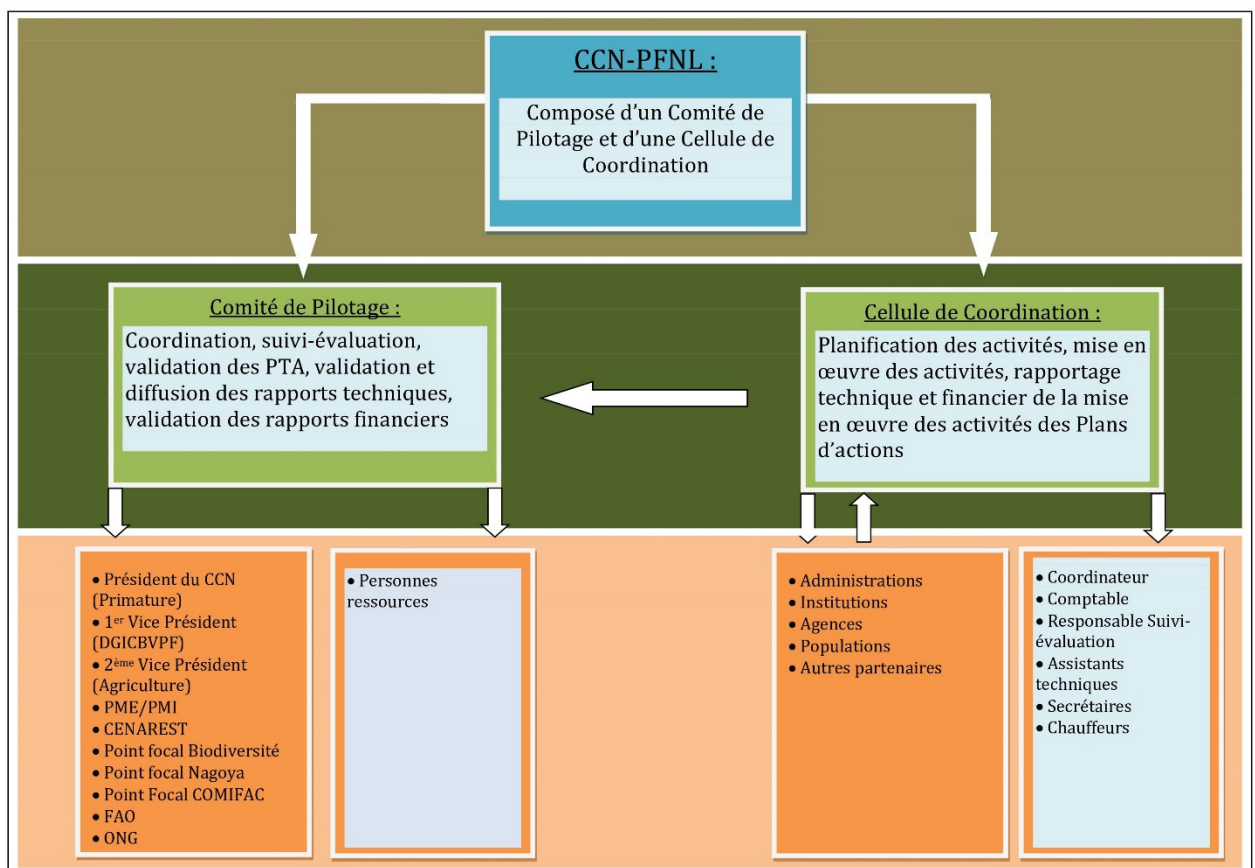 CCN-PFNL :
Composé d'un Comité de
Pilotage et d'une Cellule de
Coordination
Comité de Pilotage :
Coordination, suivi-évaluation,
validation des PTA, validation et
diffusion des rapports techniques,
validation des rapports financiers
Cellule de Coordination :
Planification des activités, mise en
œuvre des activités, rapportage
technique et financier de la mise
en œuvre des activités des Plans
d'actions
• Président du CCN
(Primature)
• 1er Vice Président
(DGICBVPF)
• 2ème Vice Président
(Agriculture)
• PME/PMI
• CENAREST
• Point focal Biodiversité
• Point focal Nagoya
• Point Focal COMIFAC
• FAO
• ONG
• Personnes
ressources
• Administrations
• Institutions
• Agences
• Populations
• Autres partenaires
• Coordinateur
• Comptable
• Responsable Suivi-
évaluation
• Assistants
techniques
• Secrétaires
• Chauffeurs